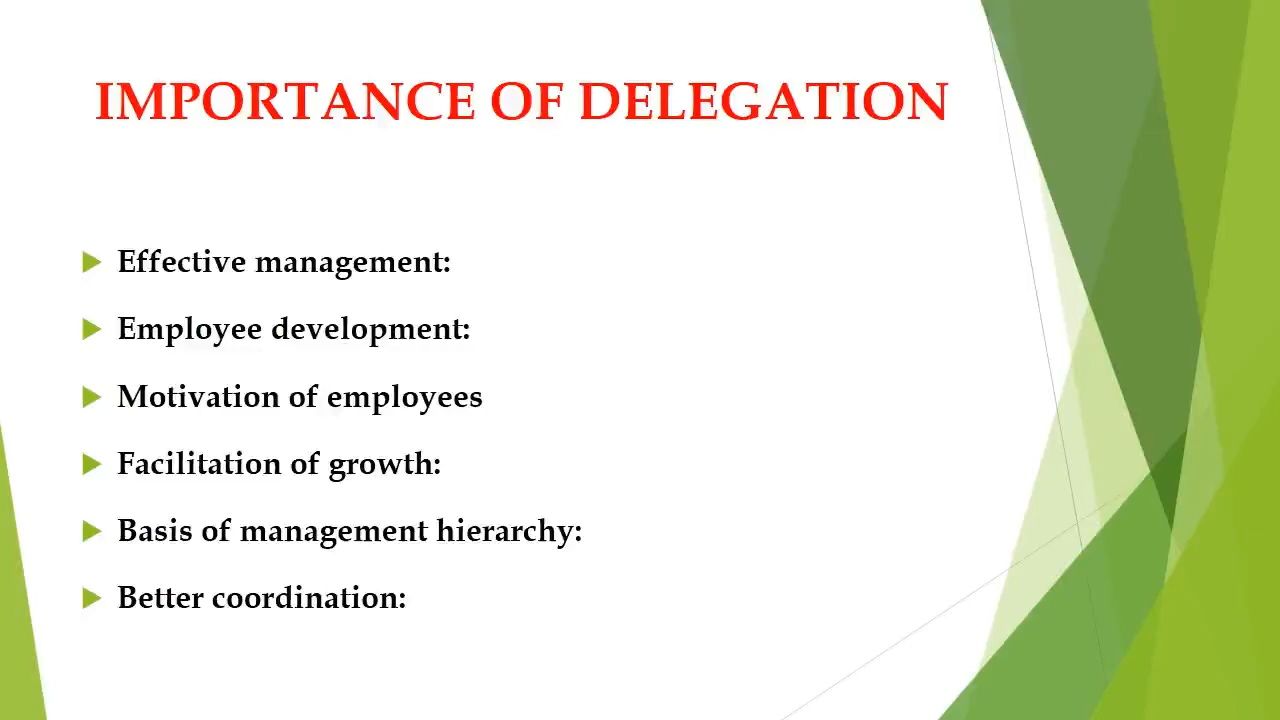 IMPORTANCE OF DELEGATION
Effective management:
Employee development:
Motivation of employees
Facilitation of growth:
Basis of management hierarchy:
Better coordination: